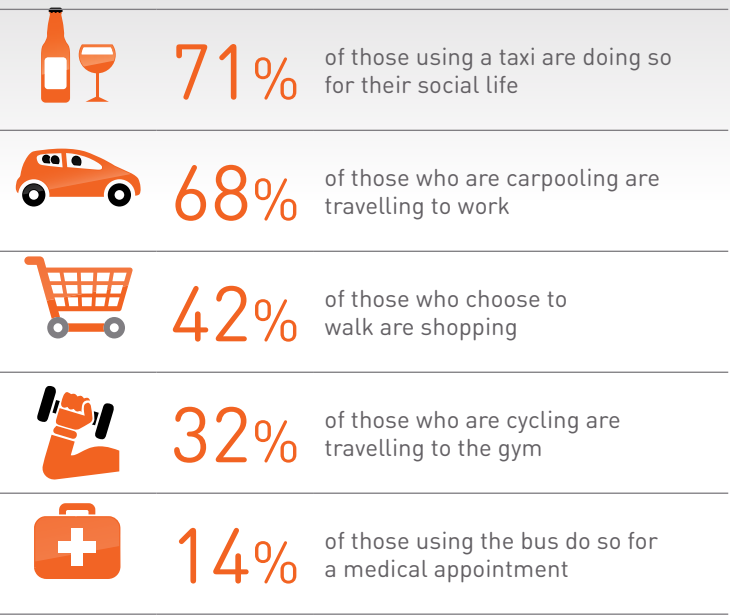 71%
of those using a taxi are doing so
for their social life
68%
of those who are carpooling are
travelling to work
42%
of those who choose to
walk are shopping
32%
of those who are cycling are
travelling to the gym
14%
of those using the bus do so for
a medical appointment